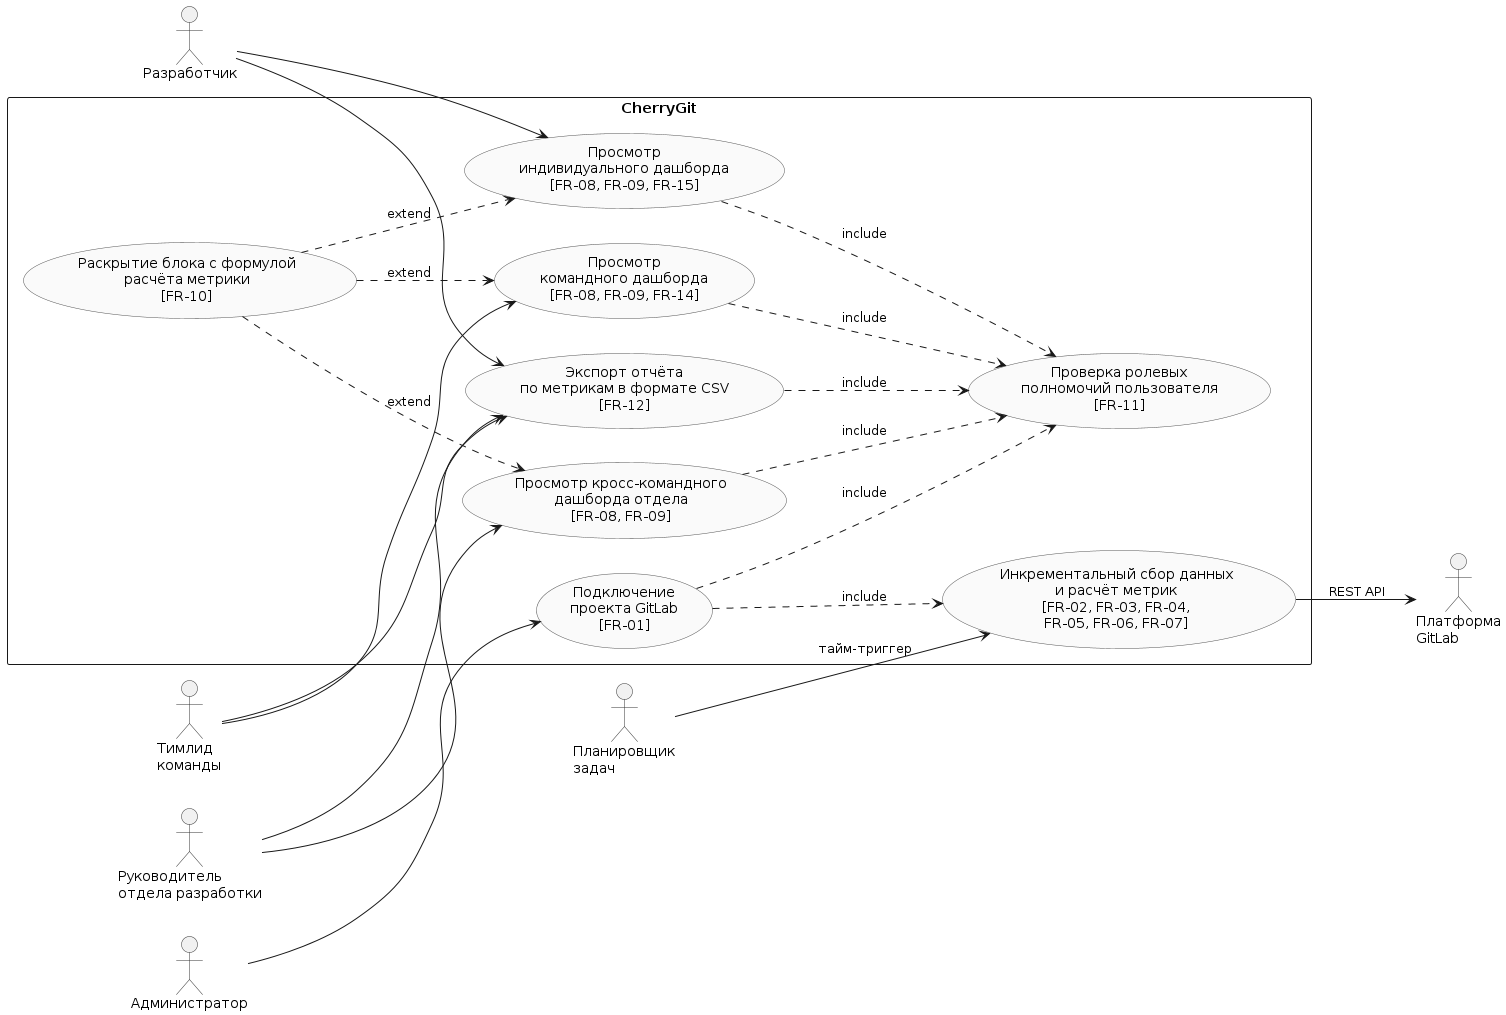 Разработчик
CherryGit
Просмотр
индивидуального дашборда
[FR-08, FR-09, FR-15]
extend
include
Раскрытие блока с формулой
расчёта метрики
[FR-10]
extend
Просмотр
командного дашборда
[FR-08, FR-09, FR-14]
include
Экспорт отчёта
по метрикам в формате CSV
[FR-12]
include
Проверка ролевых
полномочий пользователя
[FR-11]
extend
include
Просмотр кросс-командного
дашборда отдела
[FR-08, FR-09]
include
Подключение
проекта GitLab
[FR-01]
include
Инкрементальный сбор данных
и расчёт метрик
[FR-02, FR-03, FR-04,
FR-05, FR-06, FR-07]
REST API
Платформа
GitLab
тайм-триггер
Тимлид
команды
Планировщик
задач
Руководитель
отдела разработки
Администратор